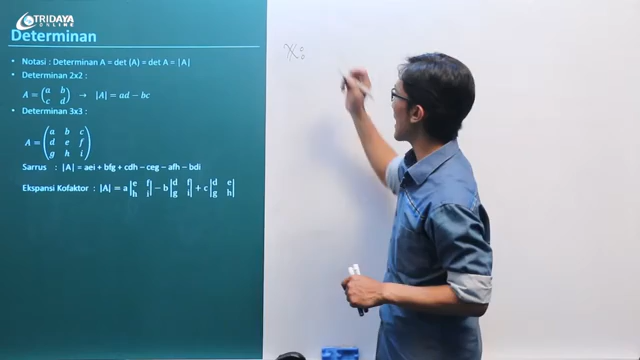 TRIDAYA
ONLINE
Determinan
• Notasi : Determinan A = det (A) = det A = |A|
• Determinan 2x2 :
A = (a b
c d) → |A| = ad − bc
• Determinan 3x3 :
A = (a b c
d e f
g h i)
Sarrus : |A| = aei + bfg + cdh − ceg − afh − bdi
Ekspansi Kofaktor : |A| = a |e f
h i| − b |d f
g i| + c |d e
g h|
X: